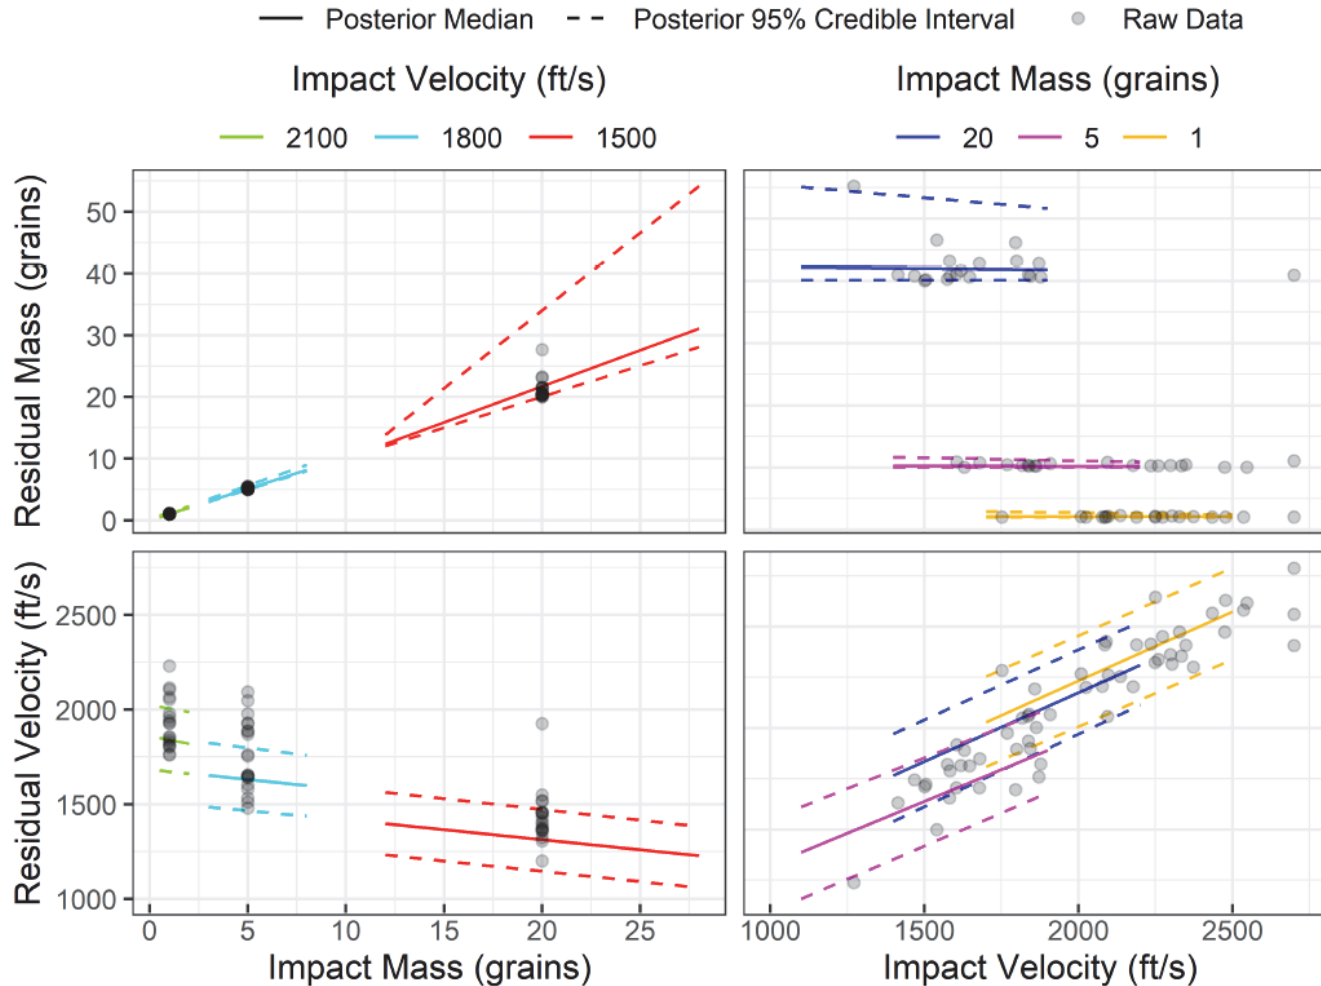 Posterior Median Posterior 95% Credible Interval Raw Data
Impact Velocity (ft/s) Impact Mass (grains)
2100 1800 1500 20 5 1
Residual Mass (grains)
50
40
30
20
10
0
Residual Velocity (ft/s)
2500
2000
1500
1000
0 5 10 15 20 25 1000 1500 2000 2500
Impact Mass (grains) Impact Velocity (ft/s)